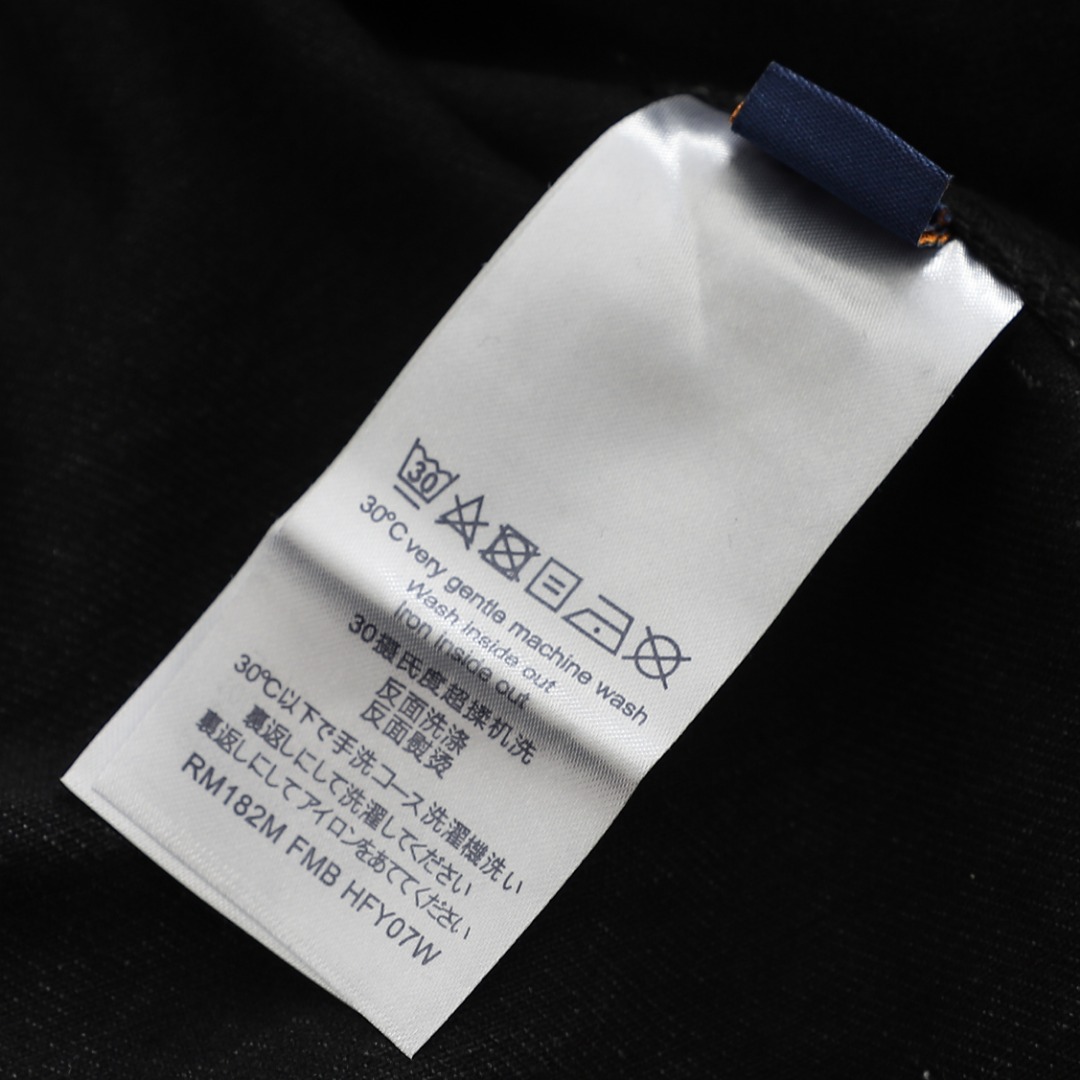 30
30°C very gentle machine wash
Wash inside out
Iron inside out
30摄氏度超揉机洗
反面洗涤
反面熨烫
30℃以下で手洗コース洗濯機洗い
裏返しにして洗濯してください
裏返しにしてアイロンをあててください
RM182M FMB HFY07W